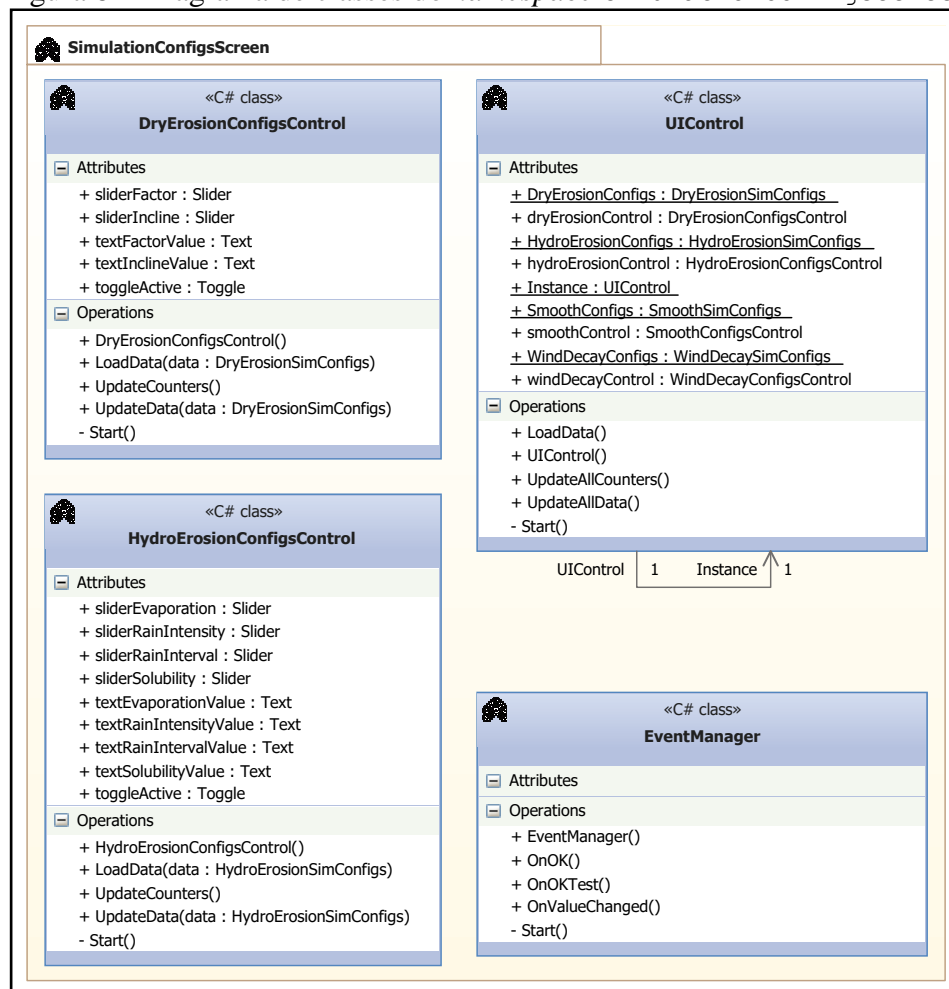 SimulationConfigsScreen
«C# class»
DryErosionConfigsControl
Attributes
+ sliderFactor : Slider
+ sliderIncline : Slider
+ textFactorValue : Text
+ textInclineValue : Text
+ toggleActive : Toggle
Operations
+ DryErosionConfigsControl()
+ LoadData(data : DryErosionSimConfigs)
+ UpdateCounters()
+ UpdateData(data : DryErosionSimConfigs)
- Start()
«C# class»
UIControl
Attributes
+ DryErosionConfigs : DryErosionSimConfigs
+ dryErosionControl : DryErosionConfigsControl
+ HydroErosionConfigs : HydroErosionSimConfigs
+ hydroErosionControl : HydroErosionConfigsControl
+ Instance : UIControl
+ SmoothConfigs : SmoothSimConfigs
+ smoothControl : SmoothConfigsControl
+ WindDecayConfigs : WindDecaySimConfigs
+ windDecayControl : WindDecayConfigsControl
Operations
+ LoadData()
+ UIControl()
+ UpdateAllCounters()
+ UpdateAllData()
- Start()
UIControl 1 Instance 1
«C# class»
HydroErosionConfigsControl
Attributes
+ sliderEvaporation : Slider
+ sliderRainIntensity : Slider
+ sliderRainInterval : Slider
+ sliderSolubility : Slider
+ textEvaporationValue : Text
+ textRainIntensityValue : Text
+ textRainIntervalValue : Text
+ textSolubilityValue : Text
+ toggleActive : Toggle
Operations
+ HydroErosionConfigsControl()
+ LoadData(data : HydroErosionSimConfigs)
+ UpdateCounters()
+ UpdateData(data : HydroErosionSimConfigs)
- Start()
«C# class»
EventManager
Attributes
Operations
+ EventManager()
+ OnOK()
+ OnOKTest()
+ OnValueChanged()
- Start()